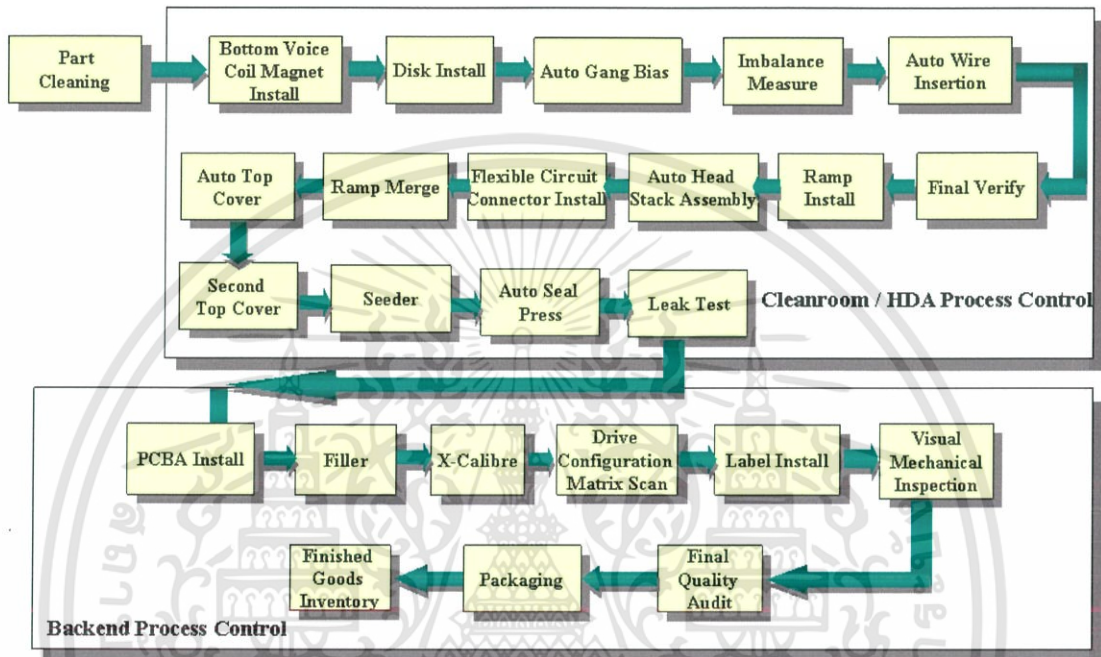 Part
Cleaning
Bottom Voice
Coil Magnet
Install
Disk Install
Auto Gang Bias
Imbalance
Measure
Auto Wire
Insertion
Auto Top
Cover
Ramp Merge
Flexible Circuit
Connector Install
Auto Head
Stack Assembly
Ramp
Install
Final Verify
Second
Top Cover
Seeder
Auto Seal
Press
Leak Test
Cleanroom / HDA Process Control
PCBA Install
Filler
X-Calibre
Drive
Configuration
Matrix Scan
Label Install
Visual
Mechanical
Inspection
Finished
Goods
Inventory
Packaging
Final
Quality
Audit
Backend Process Control